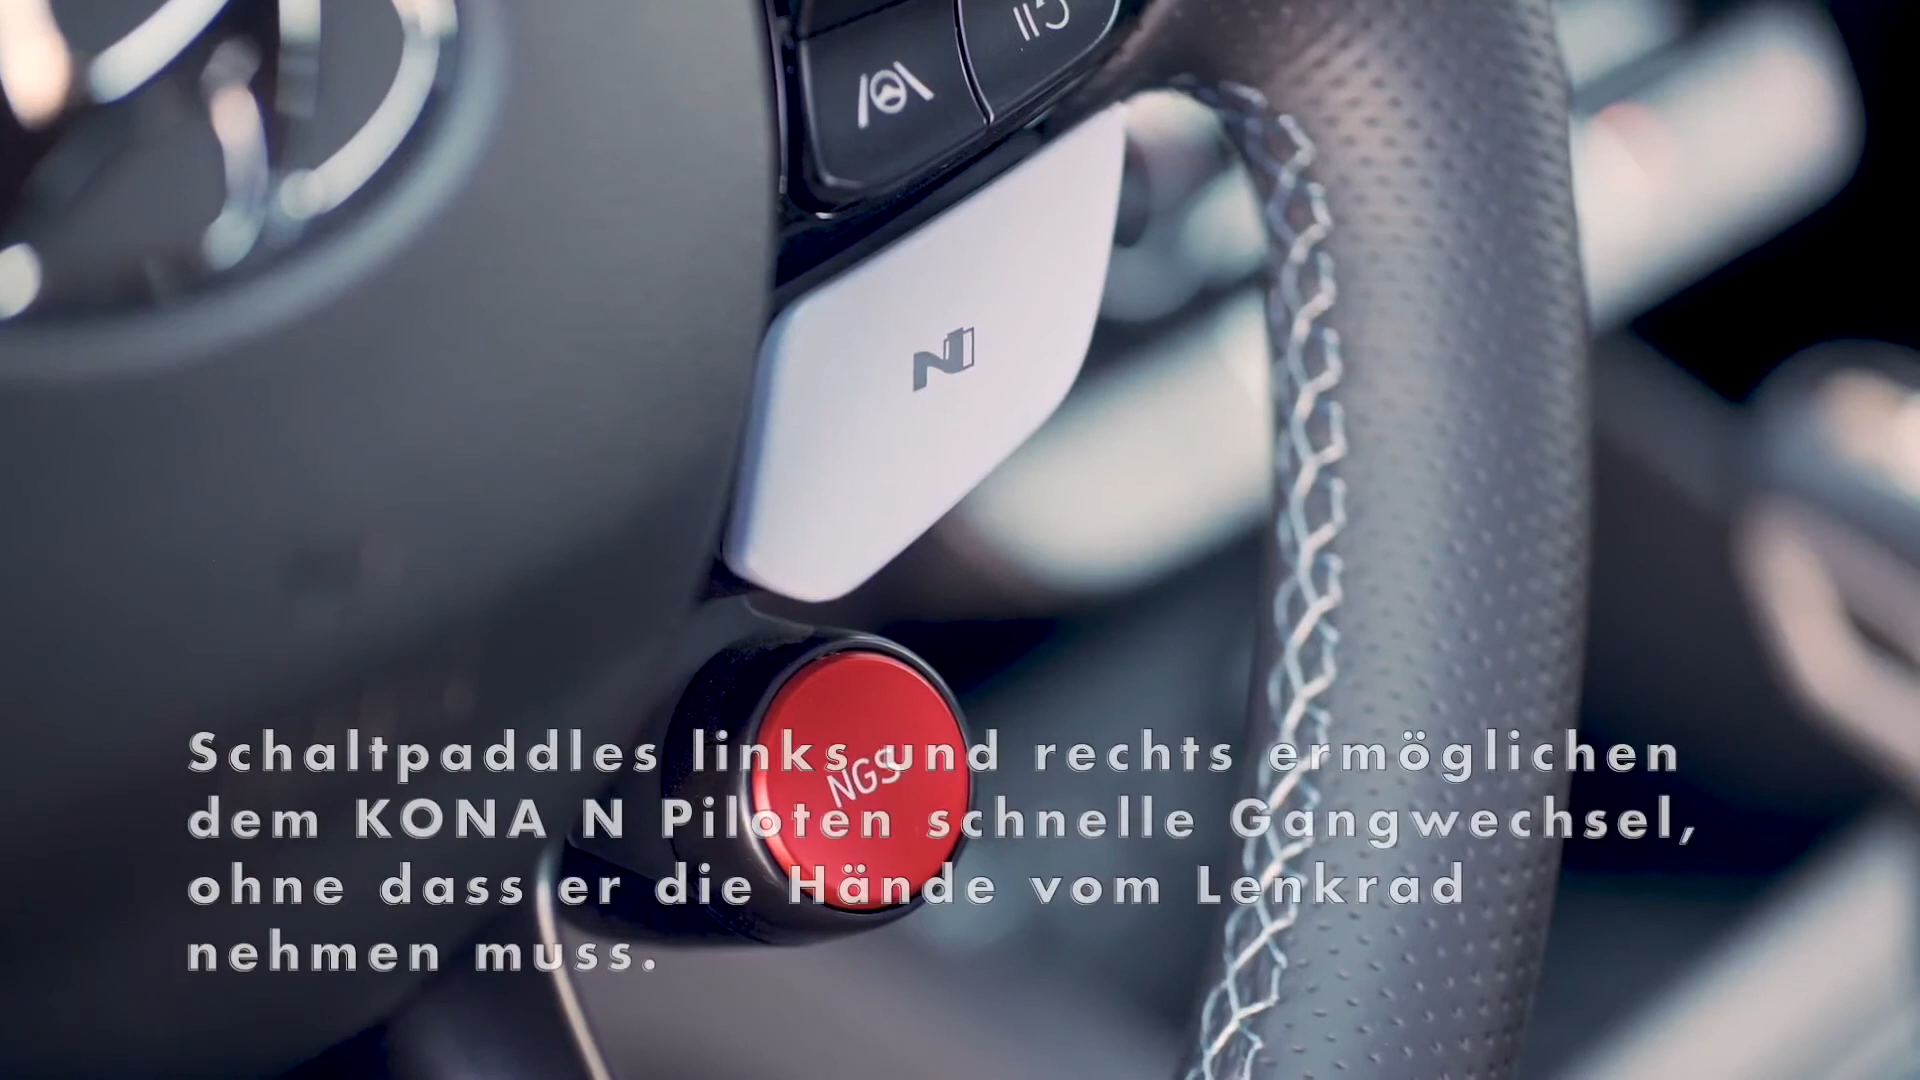 N
NGS
Schaltpaddles links und rechts ermöglichen
dem KONA N Piloten schnelle Gangwechsel,
ohne dass er die Hände vom Lenkrad
nehmen muss.